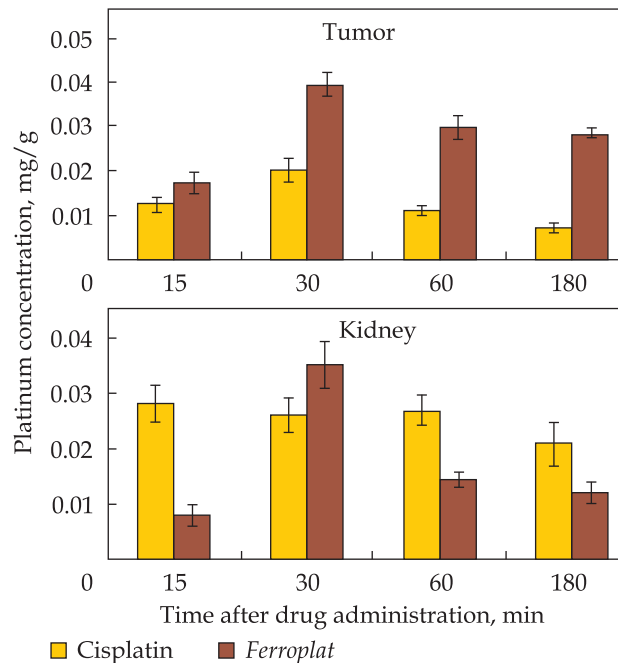 Tumor
0.05
0.04
0.03
0.02
0.01
0 15 30 60 180
Platinum concentration, mg/g
Kidney
0.04
0.03
0.02
0.01
0 15 30 60 180
Time after drug administration, min
Cisplatin Ferroplat